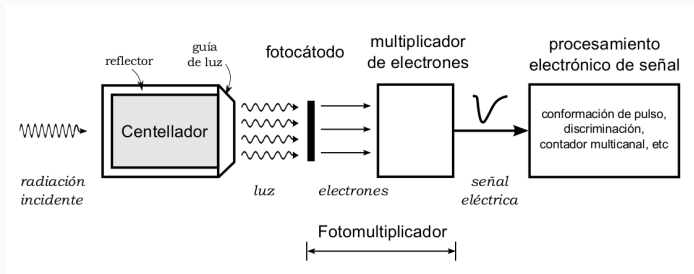 reflector
guía
de luz
fotocátodo
multiplicador
de electrones
procesamiento
electrónico de señal
Centellador
conformación de pulso,
discriminación,
contador multicanal, etc
radiación
incidente
luz
electrones
señal
eléctrica
Fotomultiplicador